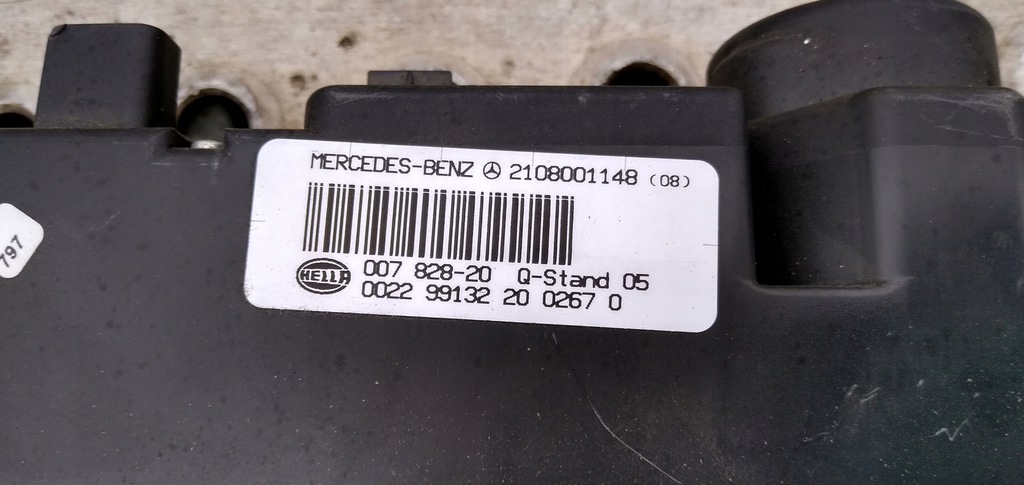 MERCEDES-BENZ 2108001148 (08)
HELLA 007 828-20 Q-Stand 05
0022 99132 20 0267 0
797